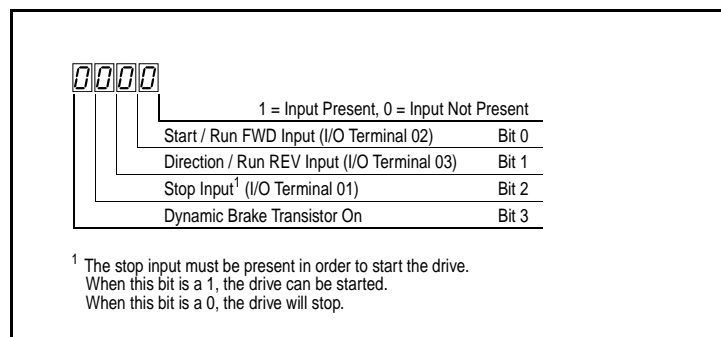 0000
1 = Input Present, 0 = Input Not Present
Start / Run FWD Input (I/O Terminal 02) Bit 0
Direction / Run REV Input (I/O Terminal 03) Bit 1
Stop Input1 (I/O Terminal 01) Bit 2
Dynamic Brake Transistor On Bit 3
1 The stop input must be present in order to start the drive.
When this bit is a 1, the drive can be started.
When this bit is a 0, the drive will stop.